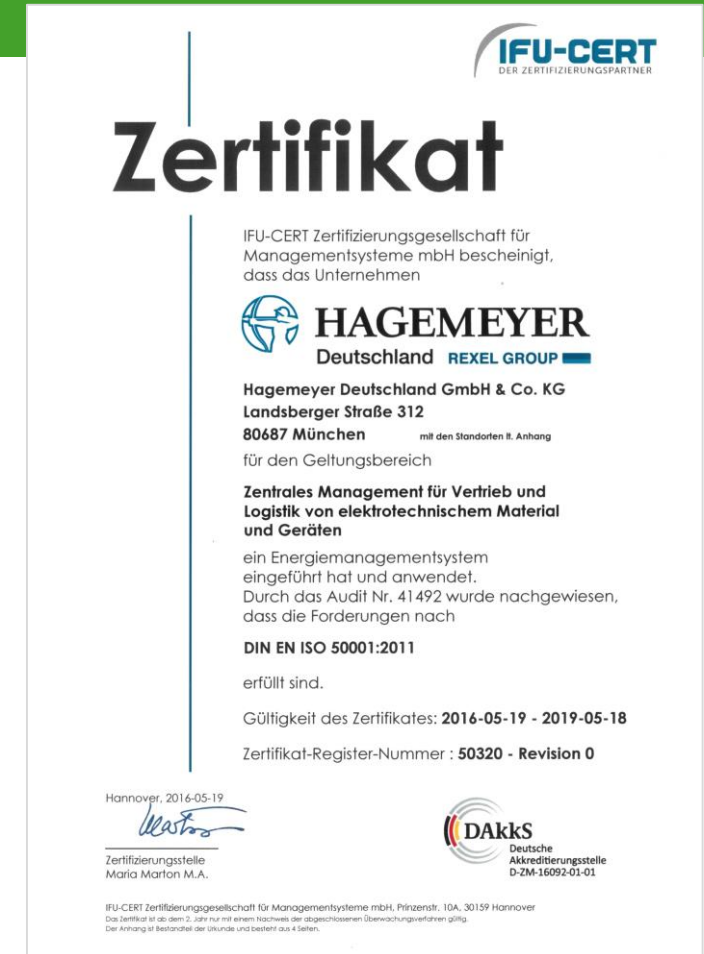 IFU-CERT
DER ZERTIFIZIERUNGSPARTNER
Zertifikat
IFU-CERT Zertifizierungsgesellschaft für
Managementsysteme mbH bescheinigt,
dass das Unternehmen
HAGEMEYER
Deutschland REXEL GROUP
Hagemeyer Deutschland GmbH & Co. KG
Landsberger Straße 312
80687 München mit den Standorten lt. Anhang
für den Geltungsbereich
Zentrales Management für Vertrieb und
Logistik von elektrotechnischem Material
und Geräten
ein Energiemanagementsystem
eingeführt hat und anwendet.
Durch das Audit Nr. 41492 wurde nachgewiesen,
dass die Forderungen nach
DIN EN ISO 50001:2011
erfüllt sind.
Gültigkeit des Zertifikates: 2016-05-19 - 2019-05-18
Zertifikat-Register-Nummer : 50320 - Revision 0
Hannover, 2016-05-19
Zertifizierungsstelle
Maria Marton M.A.
DAkkS
Deutsche
Akkreditierungsstelle
D-ZM-16092-01-01
IFU-CERT Zertifizierungsgesellschaft für Managementsysteme mbH, Prinzenstr. 10A, 30159 Hannover
Das Zertifikat ist ab dem 2. Jahr nur mit einem Nachweis der abgeschlossenen Überwachungsverfahren gültig.
Der Anhang ist Bestandteil der Urkunde und besteht aus 4 Seiten.